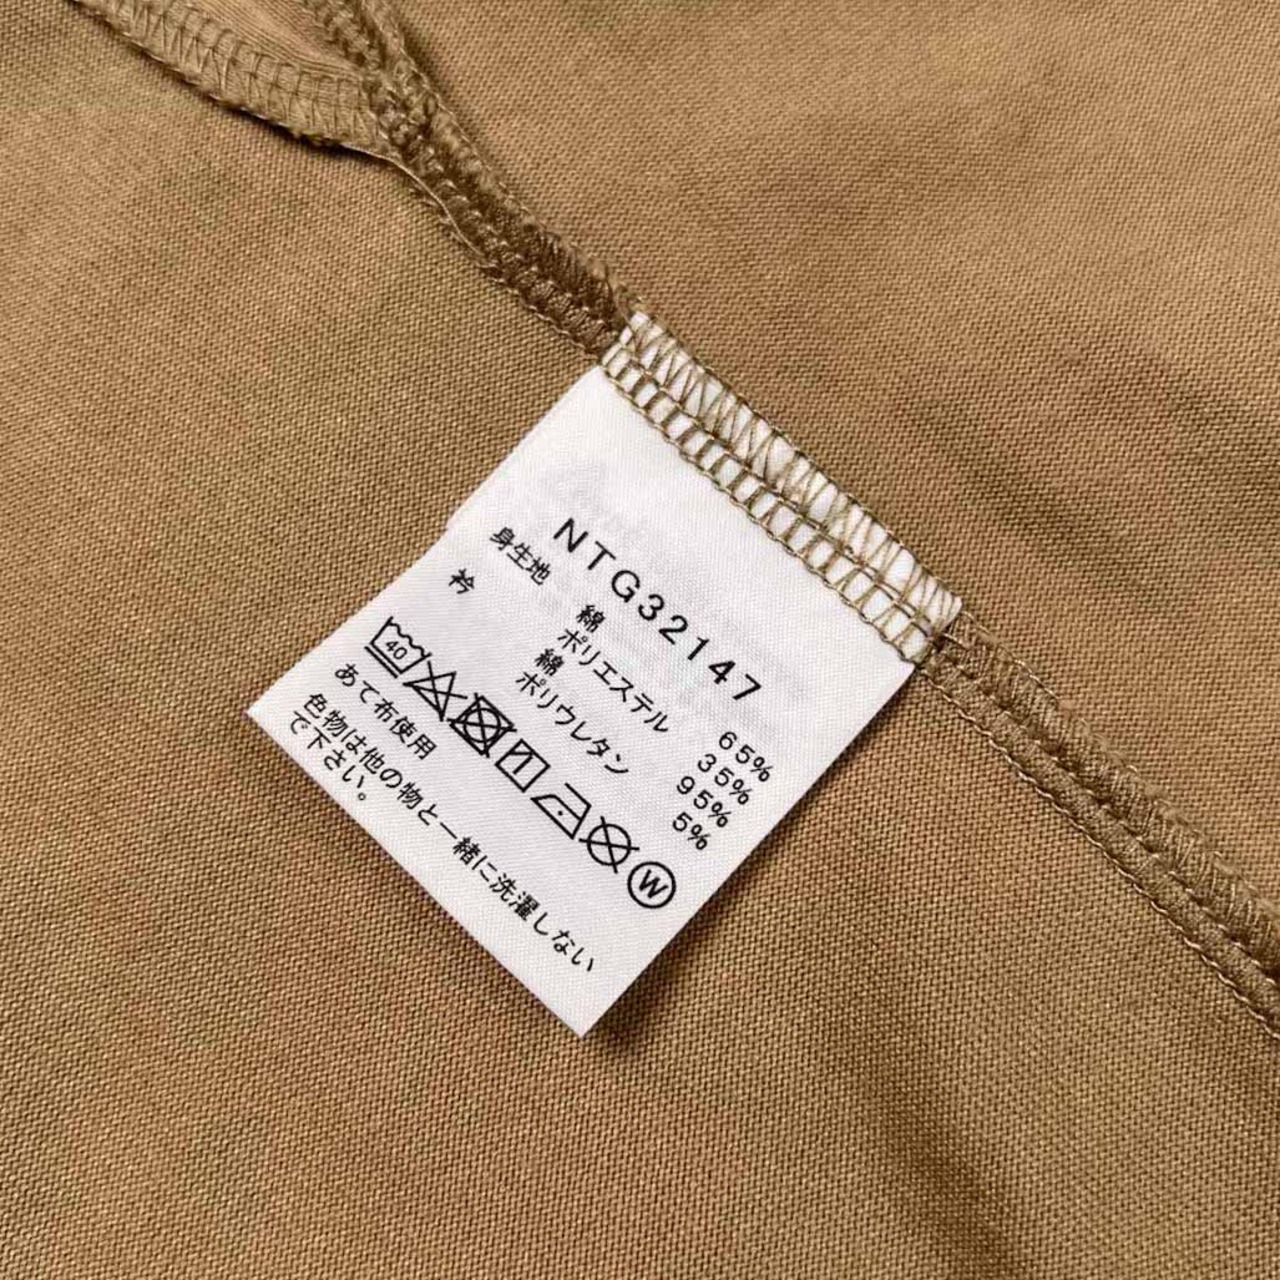 NTG32147
身生地 綿 65%
ポリエステル 35%
衿 綿 95%
ポリウレタン 5%
40 W
あて布使用
色物は他の物と一緒に洗濯しない
で下さい。